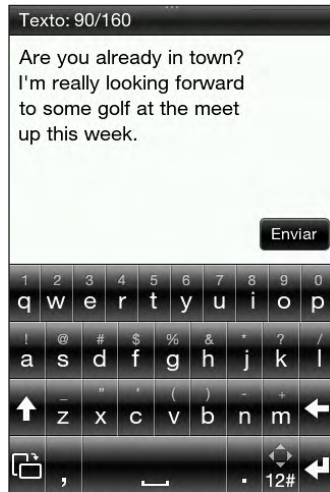 Texto: 90/160
Are you already in town?
I'm really looking forward
to some golf at the meet
up this week.
Enviar
1 2 3 4 5 6 7 8 9 0
q w e r t y u i o p
! @ # $ % & * ? /
a s d f g h j k l
_ " ' ( ) - +
z x c v b n m
, . 12#